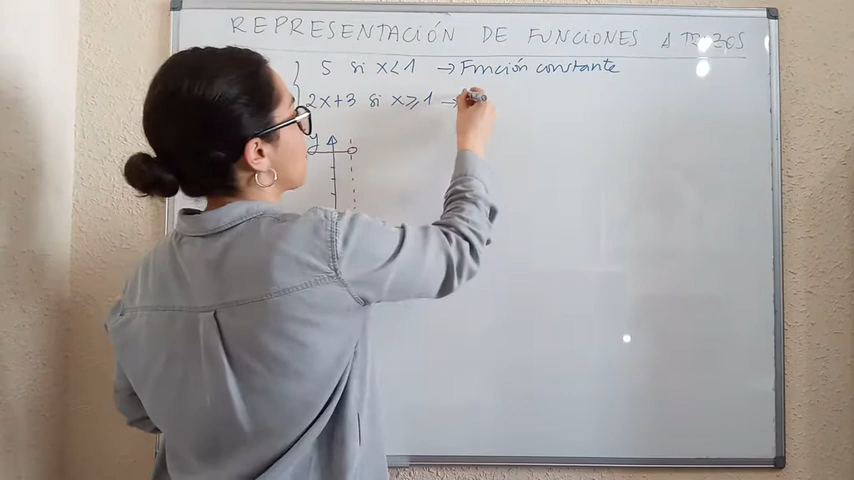 REPRESENTACIÓN DE FUNCIONES A TROZOS
5 si x<1 → Función constante
2x+3 si x⩾1 →
y